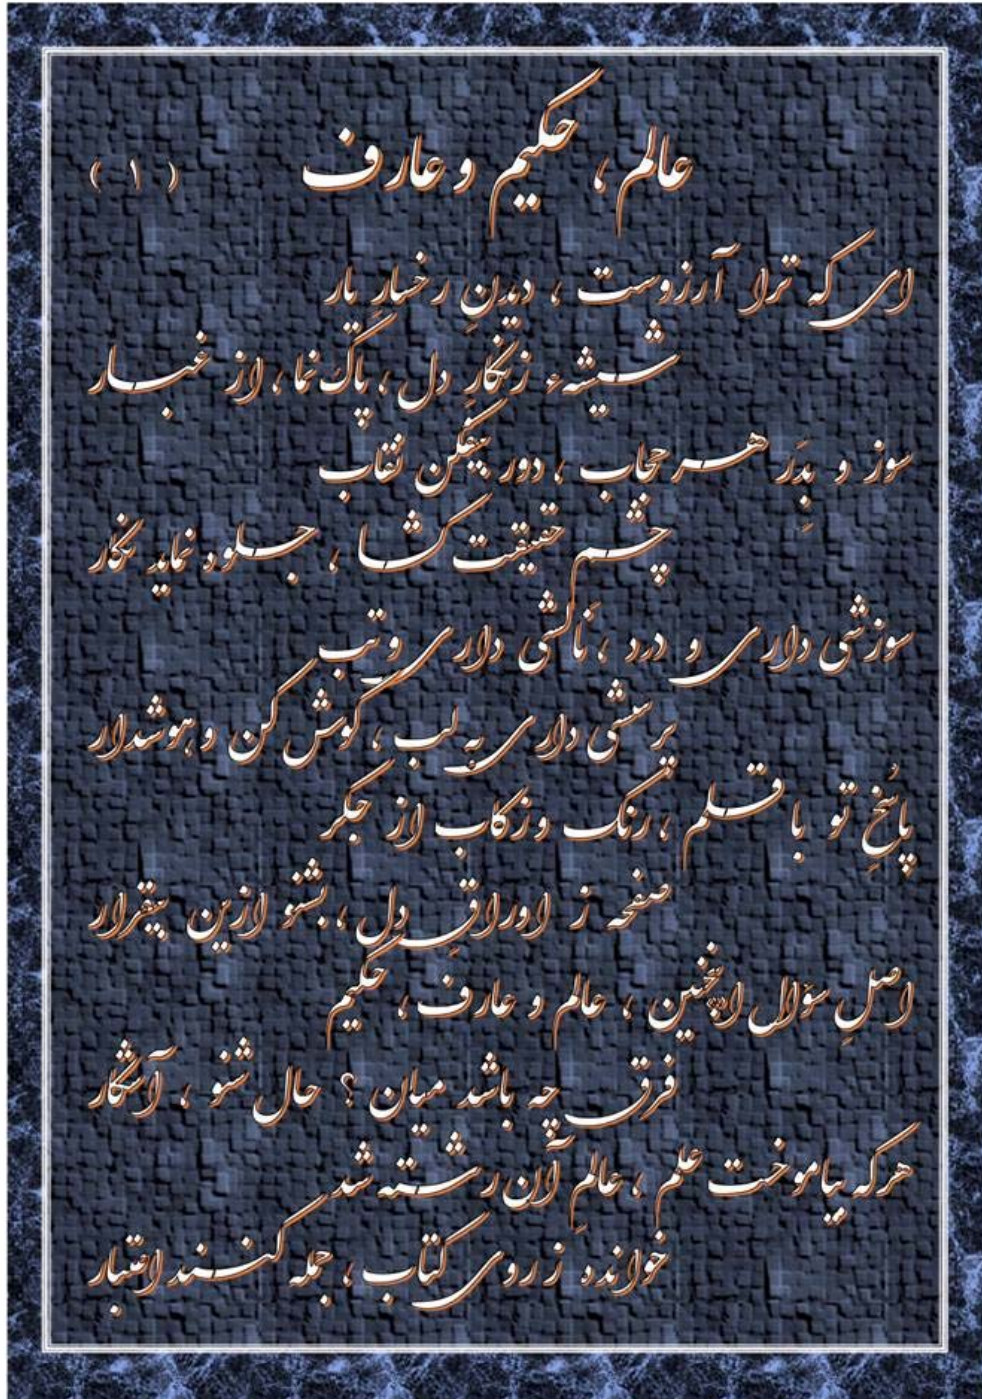 عالم ، حکیم و عارف ( ۱ )
ای که ترا آرزوست ، دیدنِ رخسارِ یار
شیشهء زنگارِ دل ، پاک نما ، از غبار
سوز و بِدَر هر حجاب ، دور بیفکن نقاب
چشم حقیقت گشا ، جلوه نماید نگار
سوزشی داری و درد ، نالشی داری و تب
پرسشی داری به لب ، گوش کن و هوشدار
پاسُخِ تو با قلم ، رنگ و زکاب از جگر
صفحه ز اوراقِ دل ، بشنو ازین بیقرار
اصلِ سؤال اینچنین ، عالم و عارف ، حکیم
فرق چه باشد میان ؟ حال شنو ، آشکار
هرکه بیاموخت علم ، عالمِ آن رشته شد
خوانده ز روی کتاب ، جمله کنند اعتبار